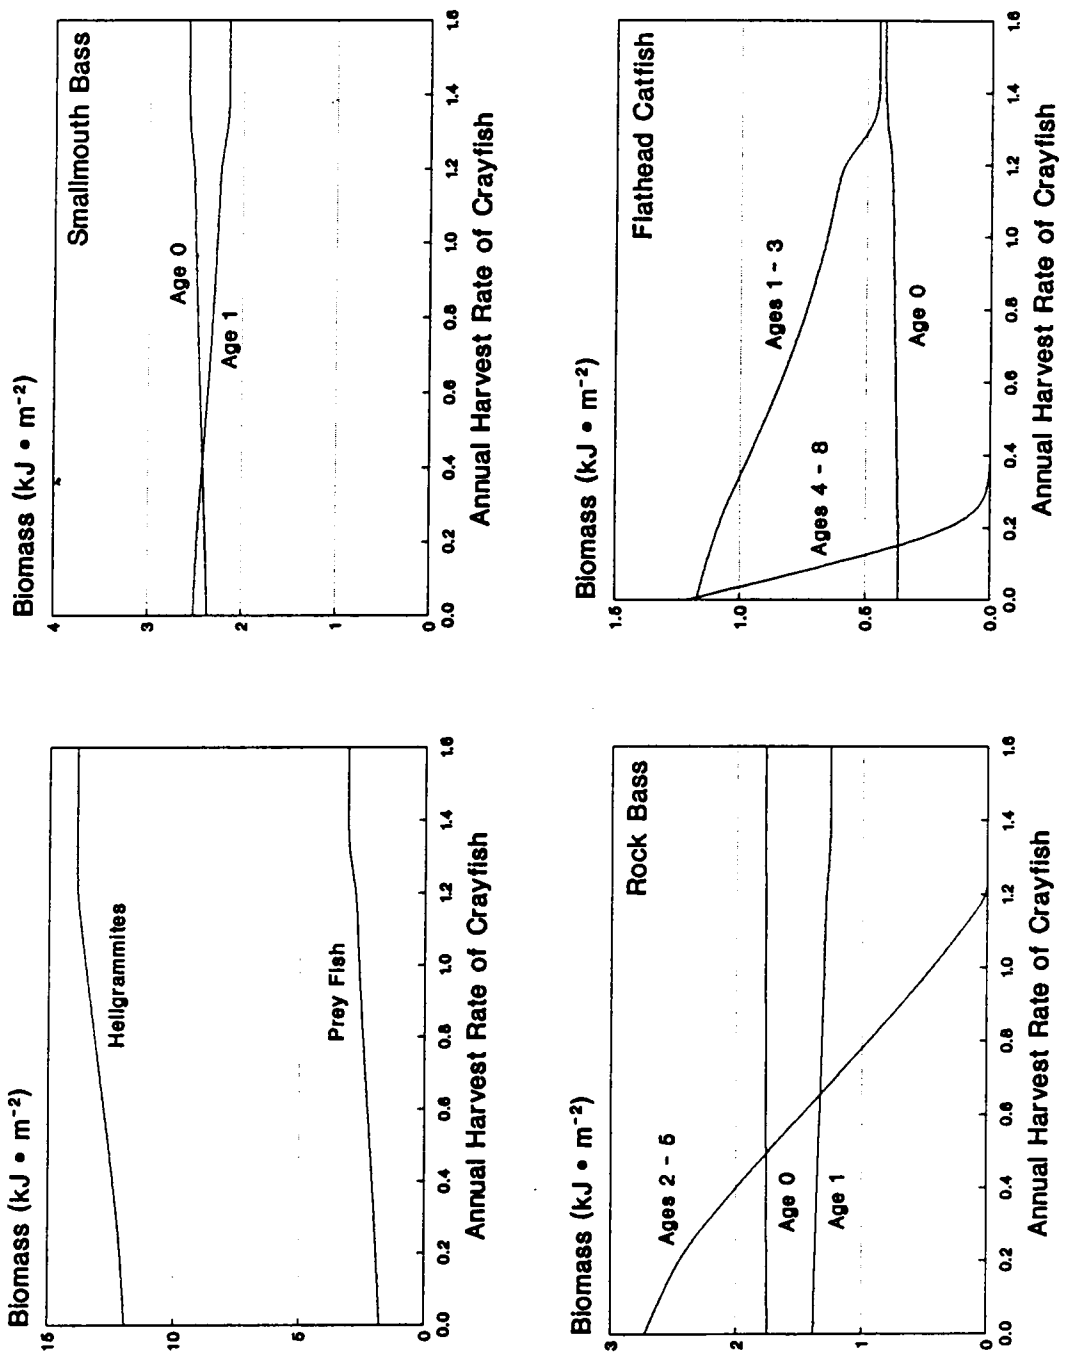 Biomass (kJ • m⁻²)
15
10
5
0
Hellgrammites
Prey Fish
0.0 0.2 0.4 0.6 0.8 1.0 1.2 1.4 1.6
Annual Harvest Rate of Crayfish
Biomass (kJ • m⁻²)
4
3
2
1
0
Smallmouth Bass
Age 0
Age 1
0.0 0.2 0.4 0.6 0.8 1.0 1.2 1.4 1.6
Annual Harvest Rate of Crayfish
Biomass (kJ • m⁻²)
3
2
1
0
Rock Bass
Ages 2 - 5
Age 0
Age 1
0.0 0.2 0.4 0.6 0.8 1.0 1.2 1.4 1.6
Annual Harvest Rate of Crayfish
Biomass (kJ • m⁻²)
1.5
1.0
0.5
0.0
Flathead Catfish
Ages 1 - 3
Ages 4 - 8
Age 0
0.0 0.2 0.4 0.6 0.8 1.0 1.2 1.4 1.6
Annual Harvest Rate of Crayfish